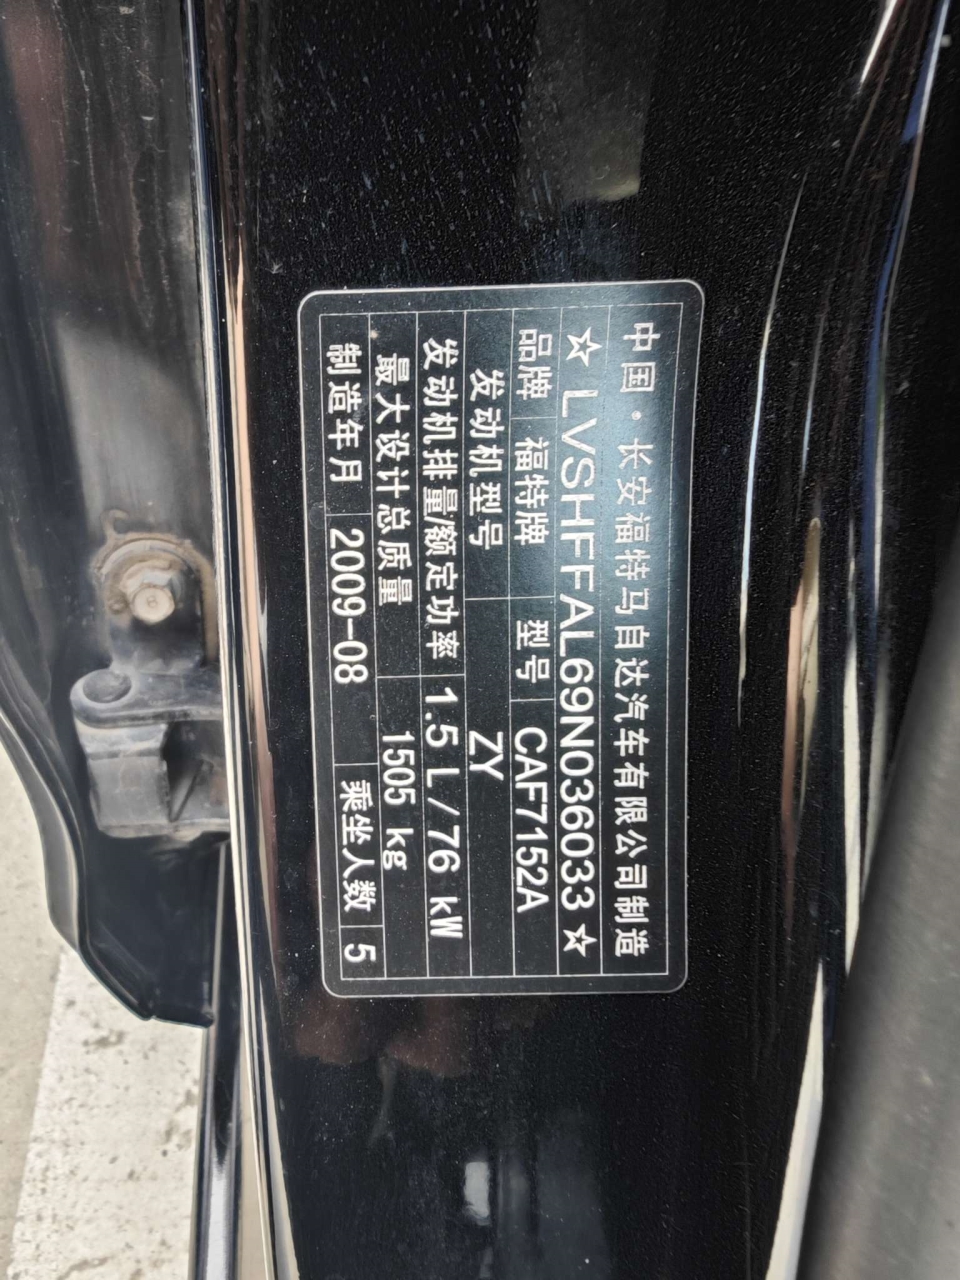 中国·长安福特马自达汽车有限公司制造
☆ LVSHFFAL69N036033 ☆
品牌 福特牌 型号 CAF7152A
发动机型号 ZY
发动机排量/额定功率 1.5 L/76 kW
最大设计总质量 1505 kg
制造年月 2009-08 乘坐人数 5